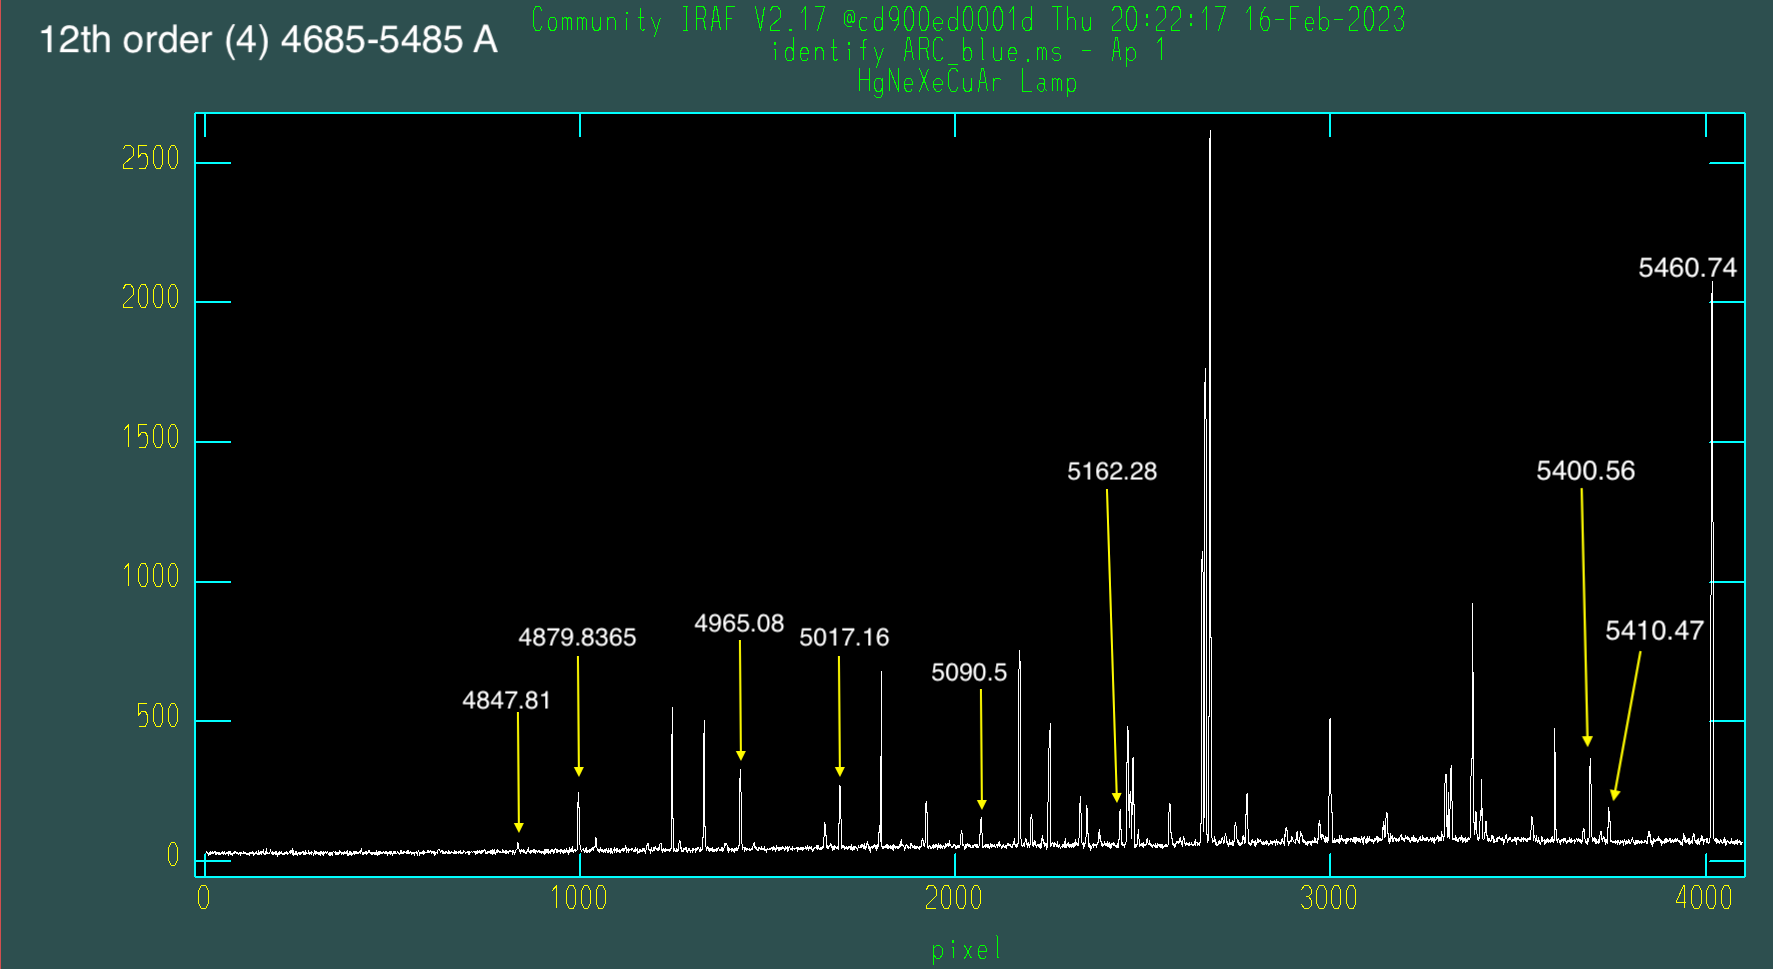 12th order (4) 4685-5485 A
Community IRAF V2.17 @cd900ed0001d Thu 20:22:17 16-Feb-2023
identify ARC_blue.ms - Ap 1
HgNeXeCuAr Lamp
2500
2000
1500
1000
500
0
5460.74
5162.28
5400.56
4879.8365
4965.08
5017.16
5410.47
4847.81
5090.5
0 1000 2000 3000 4000
pixel